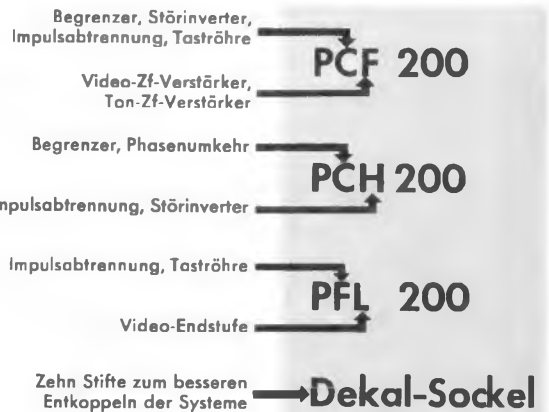 Begrenzer, Störinverter,
Impulsabtrennung, Taströhre
PCF 200
Video-Zf-Verstärker,
Ton-Zf-Verstärker
Begrenzer, Phasenumkehr
PCH 200
mpulsabtrennung, Störinverter
Impulsabtrennung, Taströhre
PFL 200
Video-Endstufe
Zehn Stifte zum besseren
Entkoppeln der Systeme
Dekal-Sockel